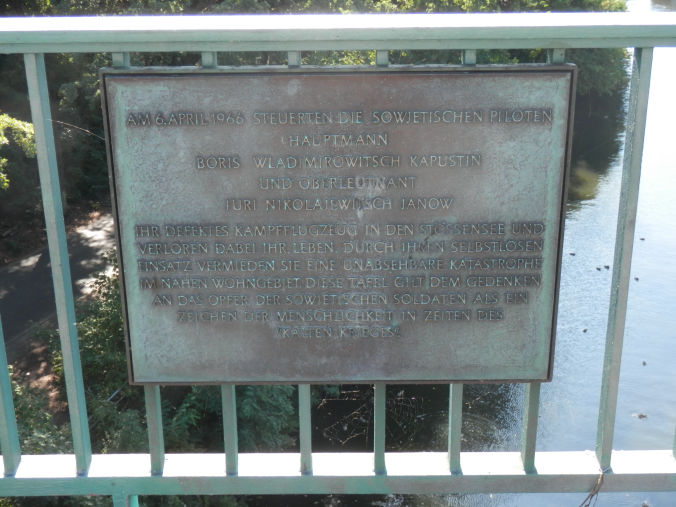 AM 6. APRIL 1966 STEUERTEN DIE SOWJETISCHEN PILOTEN
HAUPTMANN
BORIS WLADIMIROWITSCH KAPUSTIN
UND OBERLEUTNANT
JURI NIKOLAJEWITSCH JANOW
IHR DEFEKTES KAMPFFLUGZEUG IN DEN STÖSSENSEE UND
VERLOREN DABEI IHR LEBEN. DURCH IHREN SELBSTLOSEN
EINSATZ VERMIEDEN SIE EINE UNABSEHBARE KATASTROPHE
IM NAHEN WOHNGEBIET. DIESE TAFEL GILT DEM GEDENKEN
AN DAS OPFER DER SOWJETISCHEN SOLDATEN ALS EIN
ZEICHEN DER MENSCHLICHKEIT IN ZEITEN DES
"KALTEN KRIEGES".